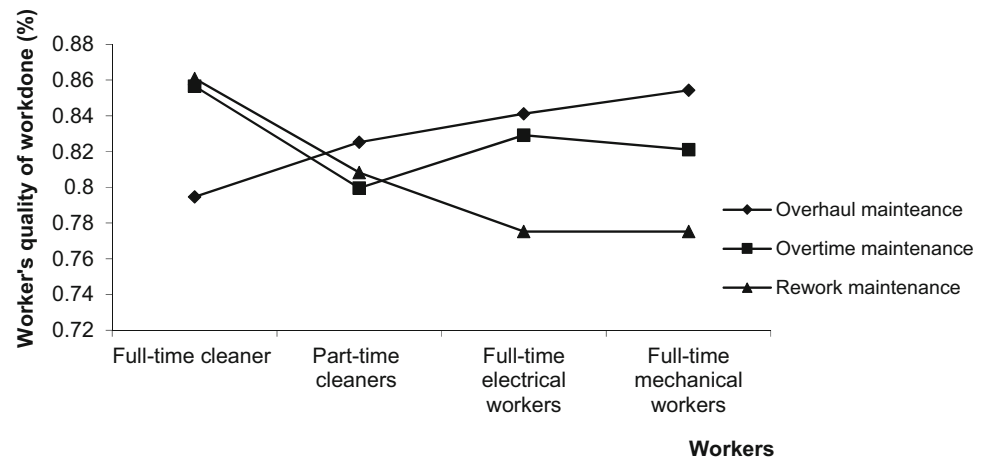 Worker's quality of workdone (%)
0.88
0.86
0.84
0.82
0.8
0.78
0.76
0.74
0.72
Full-time cleaner
Part-time
cleaners
Full-time
electrical
workers
Full-time
mechanical
workers
Workers
Overhaul mainteance
Overtime maintenance
Rework maintenance